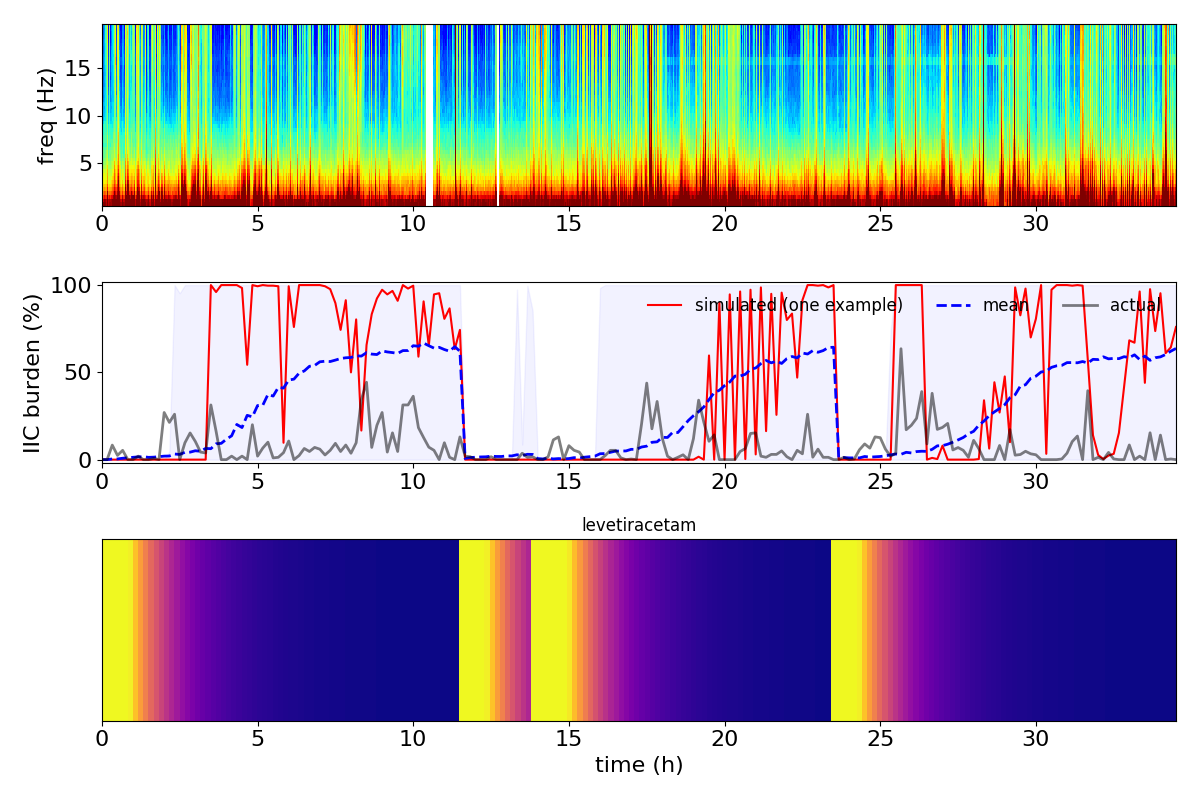 freq (Hz)
15
10
5
0 5 10 15 20 25 30
IIC burden (%)
100
50
0
simulated (one example) mean actual
0 5 10 15 20 25 30
levetiracetam
0 5 10 15 20 25 30
time (h)